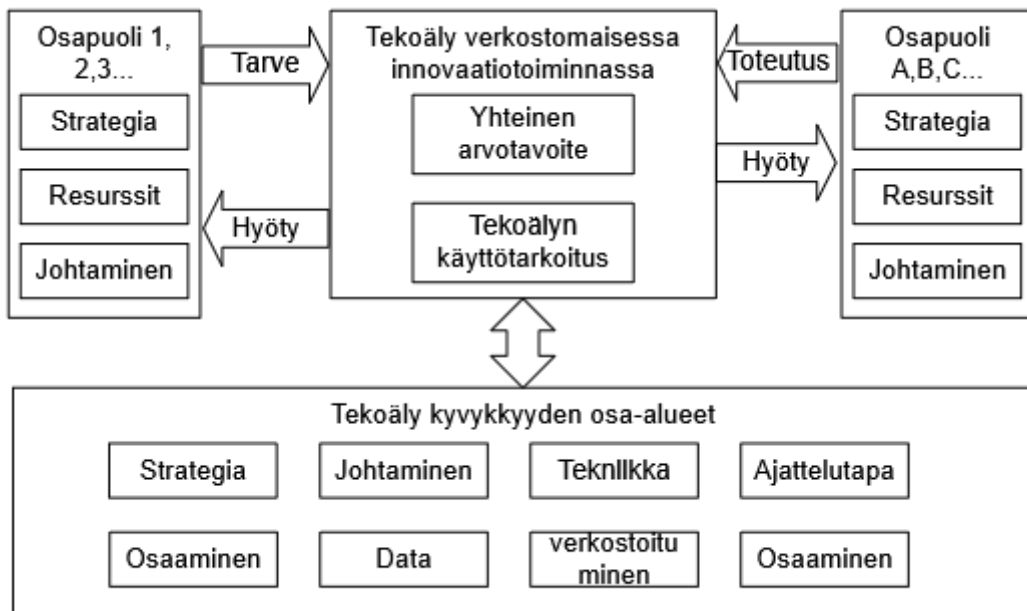 Osapuoli 1,
2,3...
Strategia
Resurssit
Johtaminen
Tarve
Hyöty
Tekoäly verkostomaisessa
innovaatiotoiminnassa
Yhteinen
arvotavoite
Tekoälyn
käyttötarkoitus
Toteutus
Hyöty
Osapuoli
A,B,C...
Strategia
Resurssit
Johtaminen
Tekoäly kyvykkyyden osa-alueet
Strategia
Johtaminen
Tekniikka
Ajattelutapa
Osaaminen
Data
verkostoitu
minen
Osaaminen